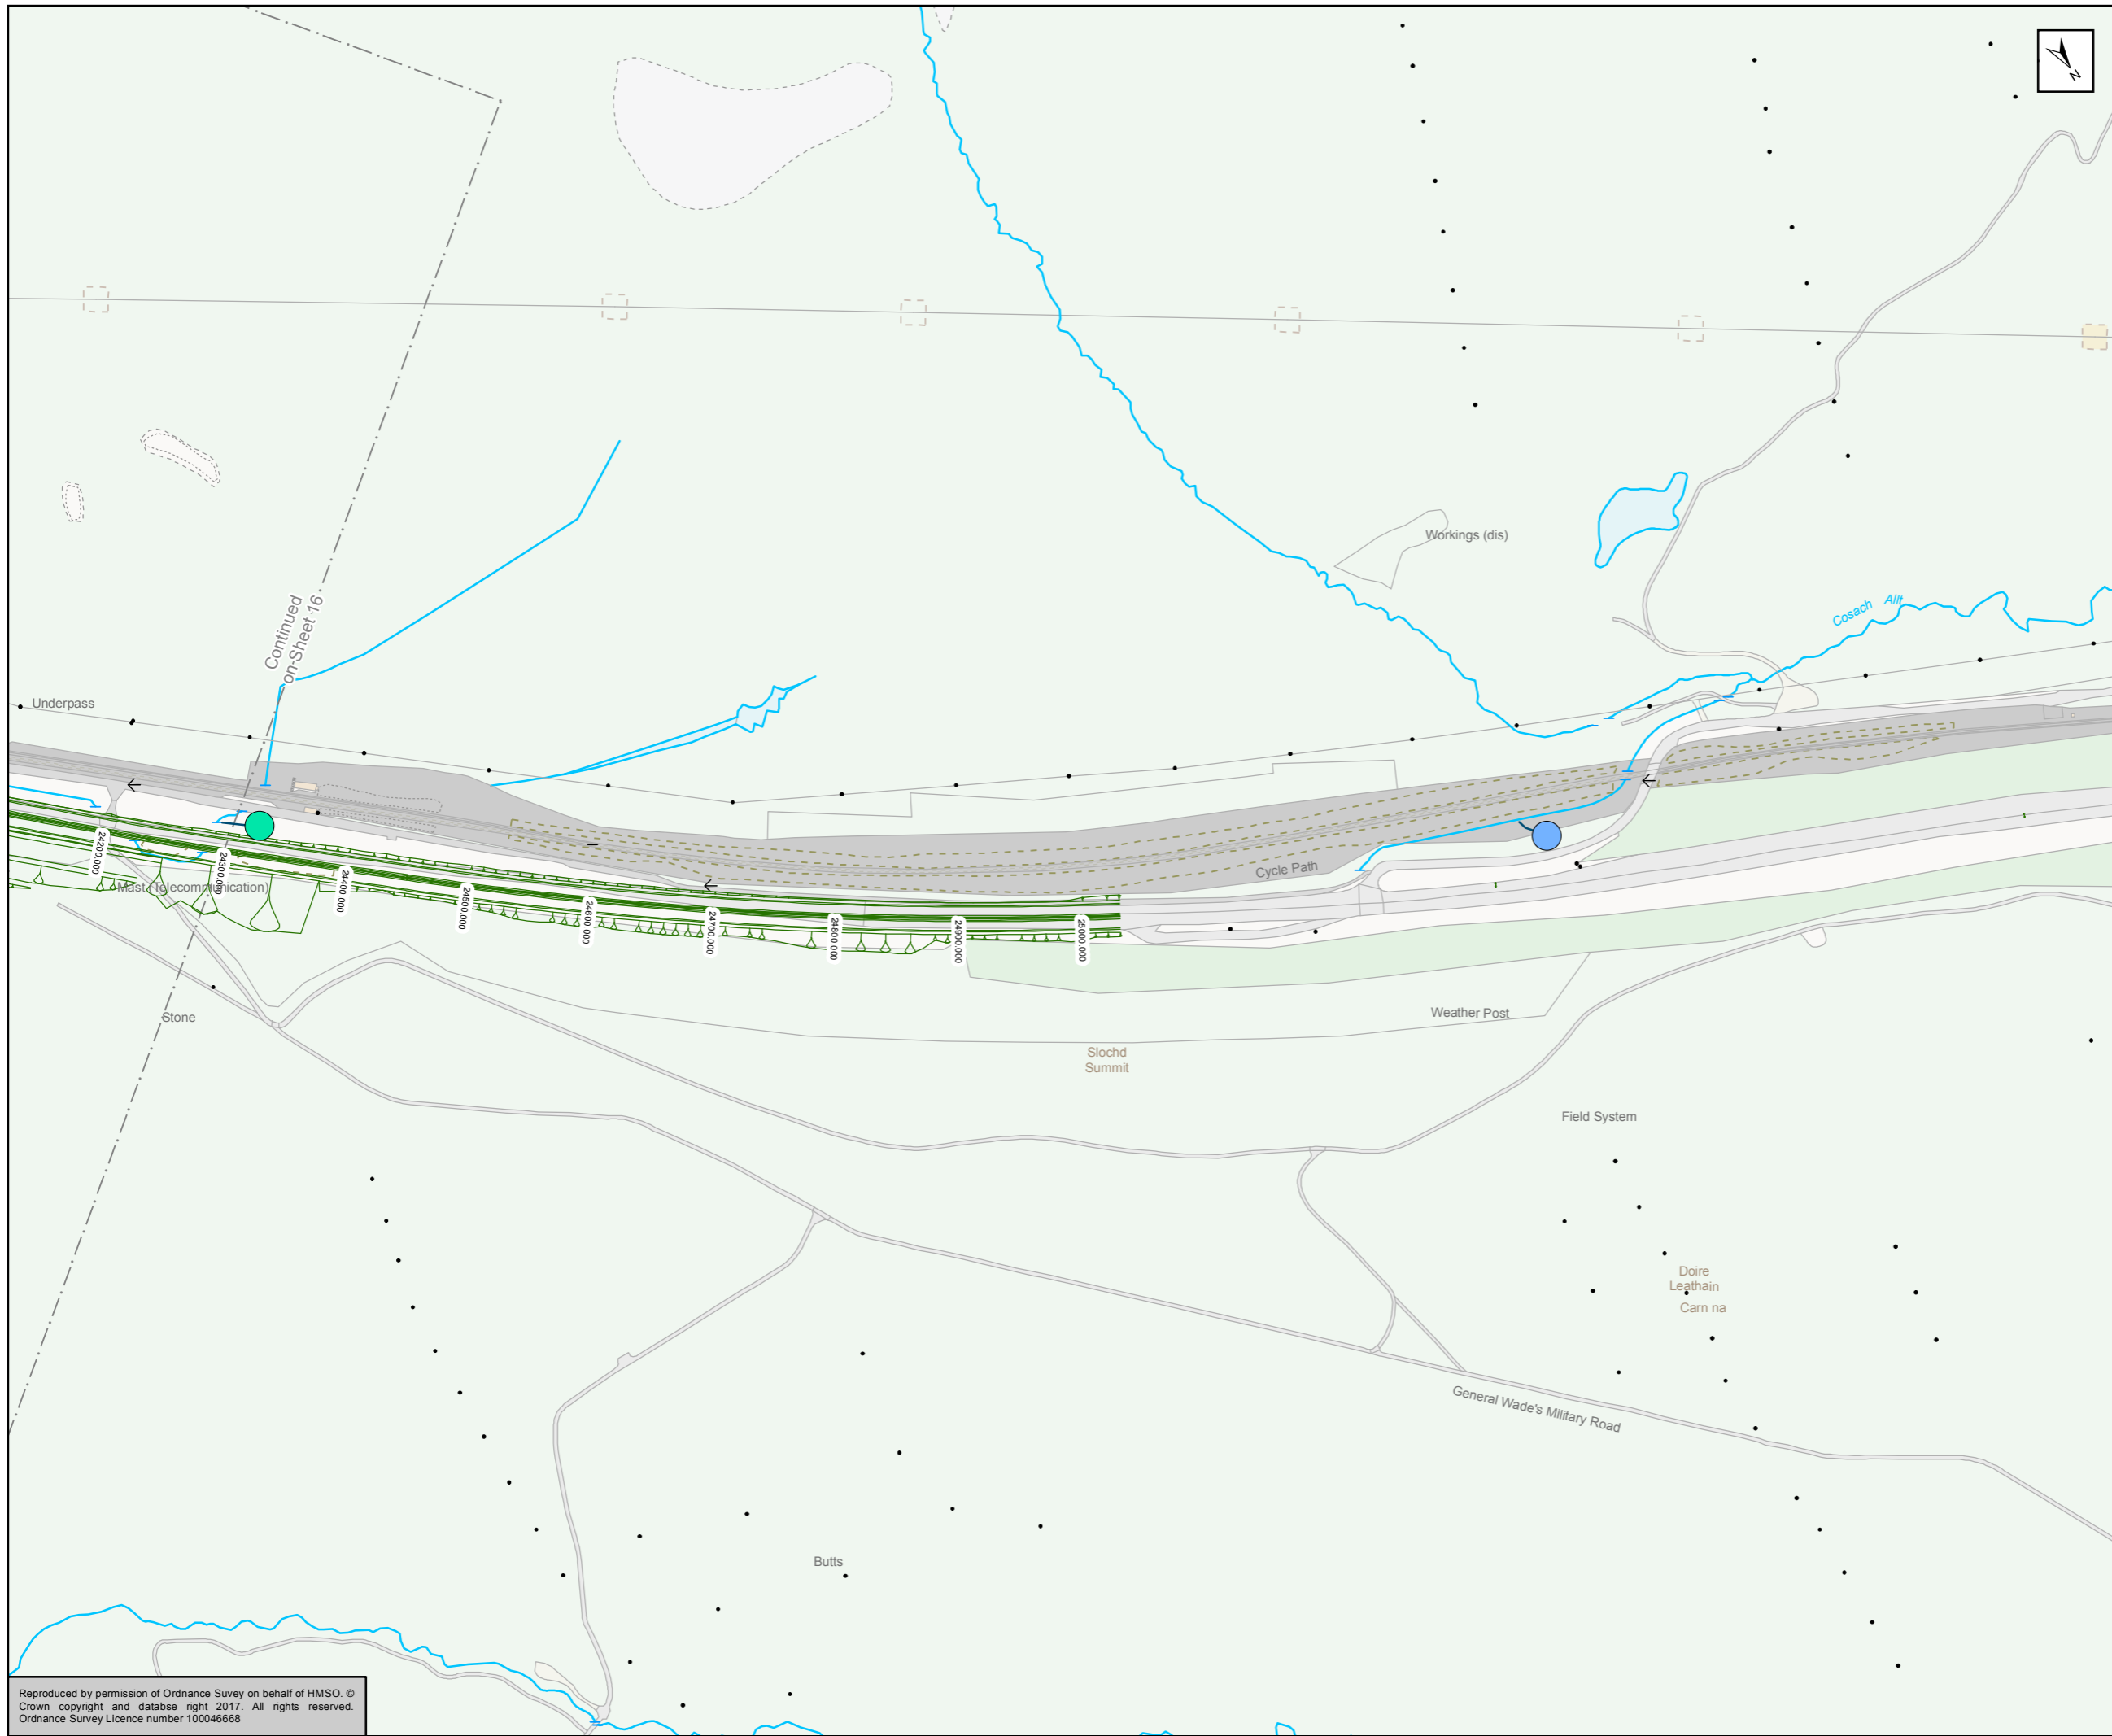 N
Workings (dis)
Cosach Allt
Continued
on Sheet 16
Underpass
Cycle Path
24200.000
24300.000
24400.000
24500.000
24600.000
24700.000
24800.000
24900.000
25000.000
Mast (Telecommunication)
Stone
Weather Post
Slochd
Summit
Field System
Doire
Leathain
Carn na
General Wade's Military Road
Butts
Reproduced by permission of Ordnance Suvey on behalf of HMSO. ©
Crown copyright and databse right 2017. All rights reserved.
Ordnance Survey Licence number 100046668